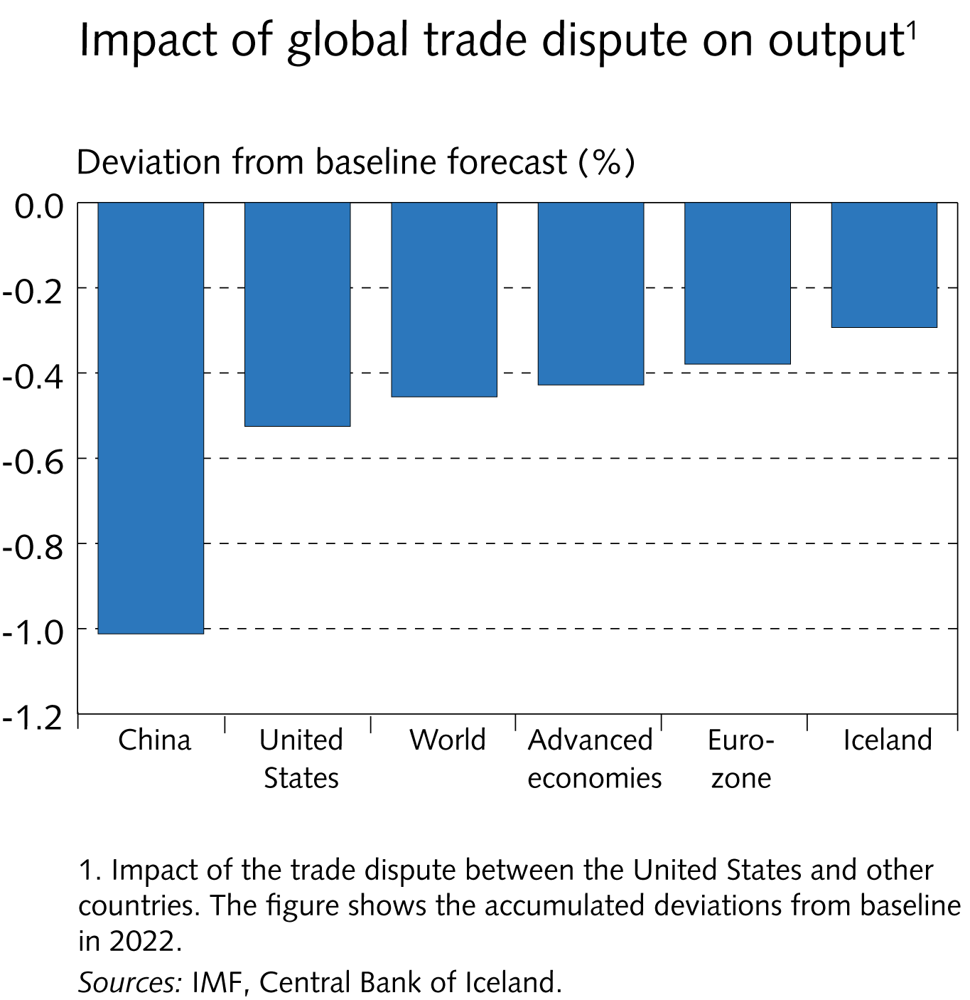 Impact of global trade dispute on output¹
Deviation from baseline forecast (%)
0.0
-0.2
-0.4
-0.6
-0.8
-1.0
-1.2
China
United
States
World
Advanced
economies
Euro-
zone
Iceland
1. Impact of the trade dispute between the United States and other
countries. The figure shows the accumulated deviations from baseline
in 2022.
Sources: IMF, Central Bank of Iceland.